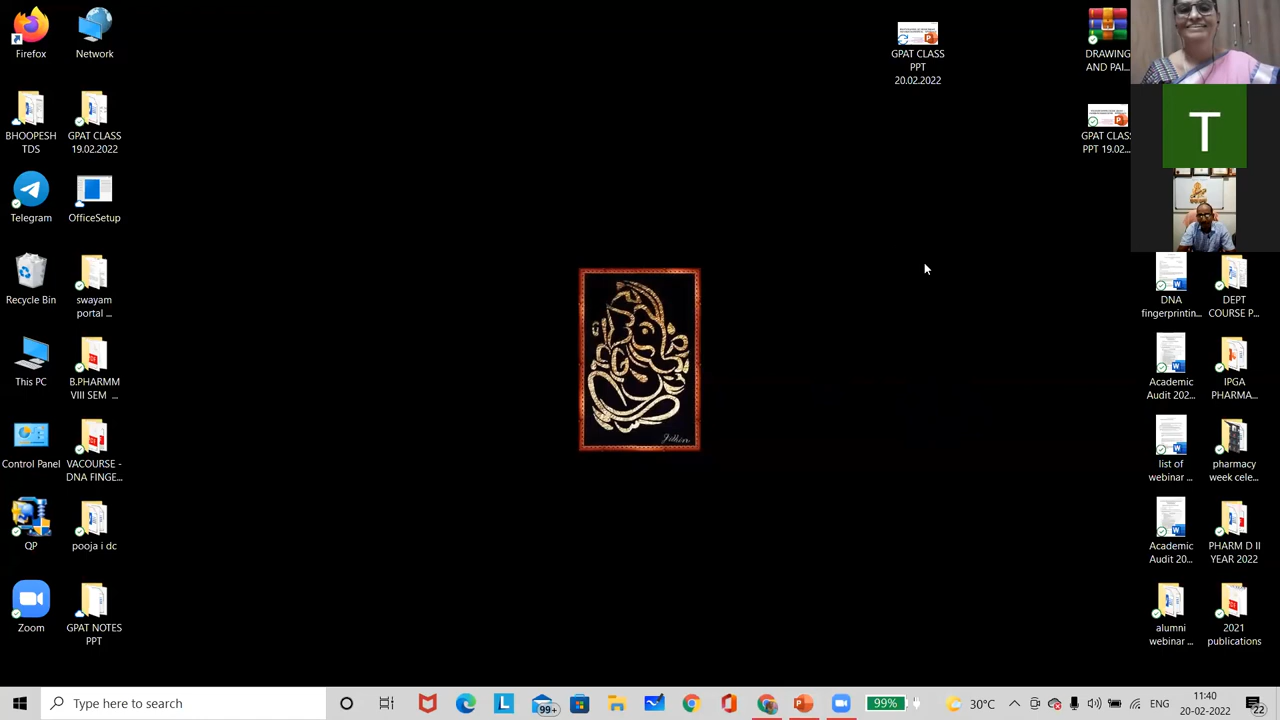 Firefox
Network
BHOOPESH
TDS
GPAT CLASS
19.02.2022
Telegram
OfficeSetup
Recycle Bin
swayam
portal ...
This PC
B.PHARMM
VIII SEM ...
Control Panel
VACOURSE -
DNA FINGE...
QP
pooja i dc
Zoom
GPAT NOTES
PPT
GPAT CLASS
PPT
20.02.2022
DRAWING
AND PAI...
GPAT CLASS
PPT 19.02...
T
DNA
fingerprintin...
DEPT
COURSE P...
Academic
Audit 202...
IPGA
PHARMA...
list of
webinar ...
pharmacy
week cele...
Academic
Audit 20...
PHARM D II
YEAR 2022
alumni
webinar ...
2021
publications
Jithin
Type here to search
99+
99%
30°C
ENG
11:40
20-02-2022
22